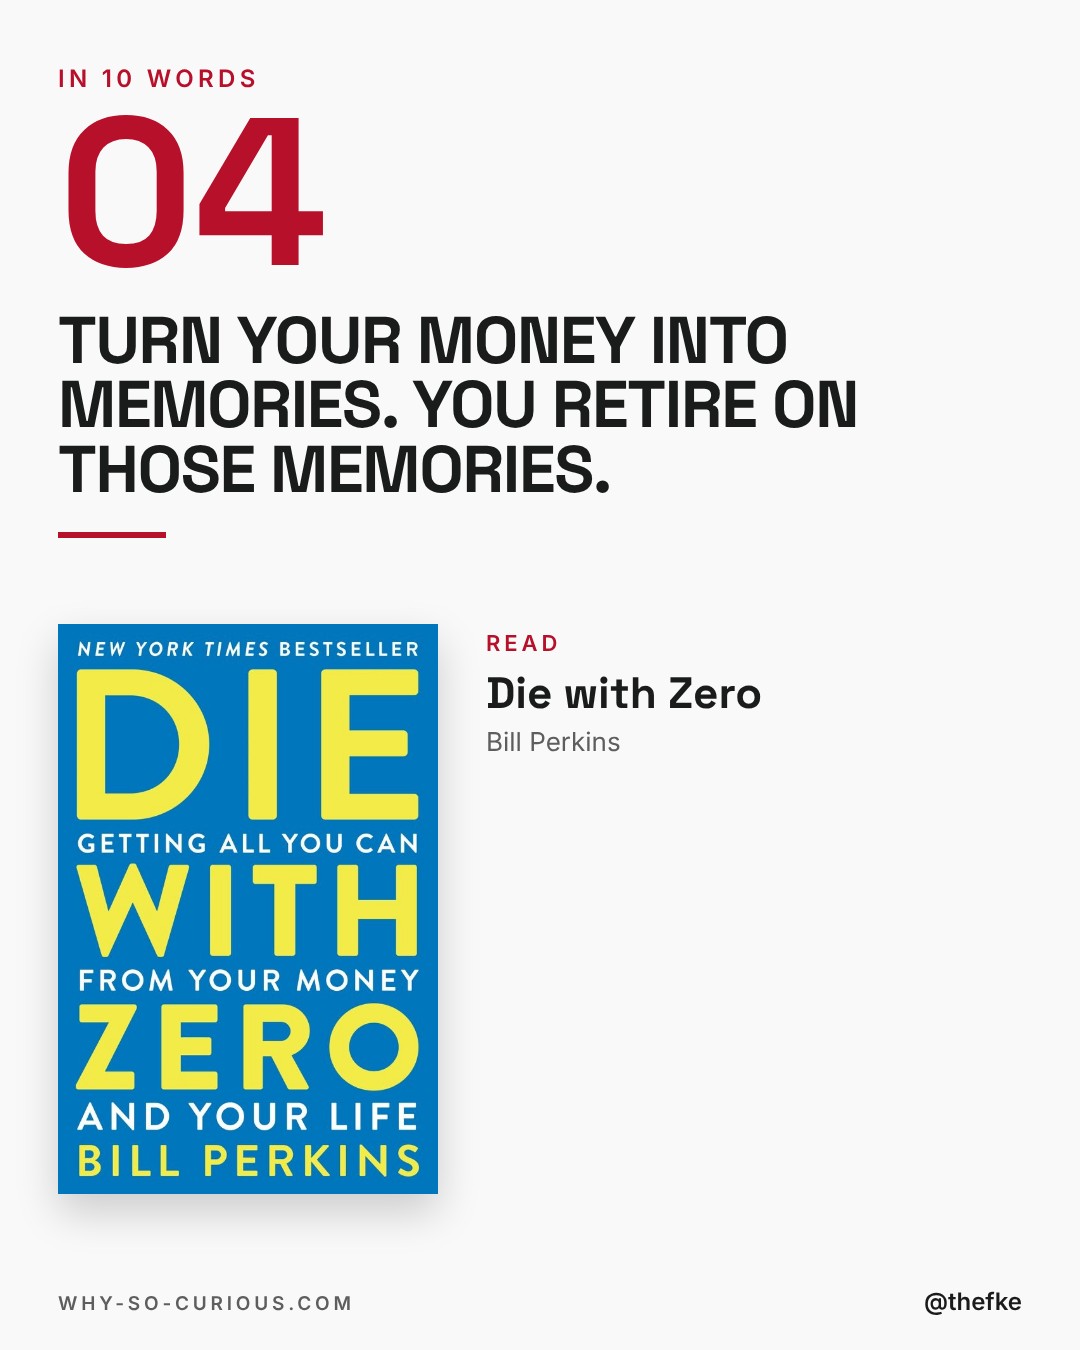 IN 10 WORDS
04
TURN YOUR MONEY INTO
MEMORIES. YOU RETIRE ON
THOSE MEMORIES.
NEW YORK TIMES BESTSELLER
DIE
GETTING ALL YOU CAN
WITH
FROM YOUR MONEY
ZERO
AND YOUR LIFE
BILL PERKINS
READ
Die with Zero
Bill Perkins
WHY-SO-CURIOUS.COM
@thefke